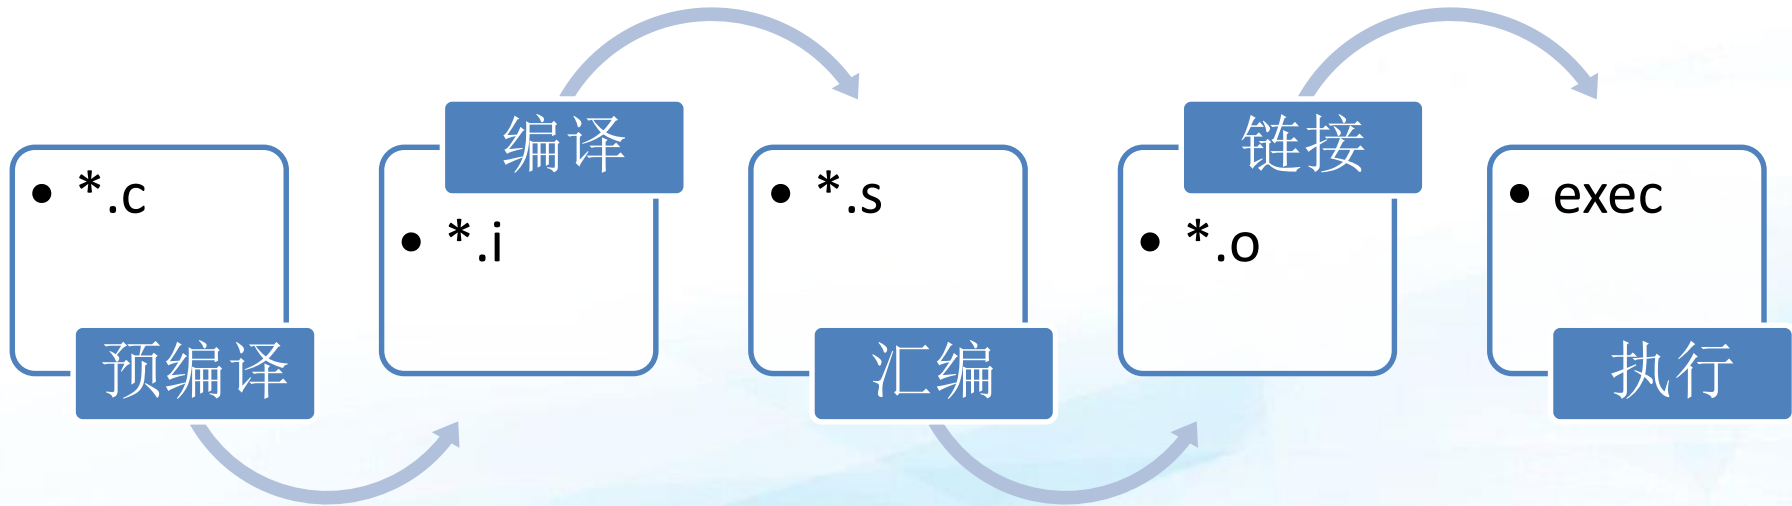 • *.c
预编译
编译
• *.i
• *.s
汇编
链接
• *.o
• exec
执行